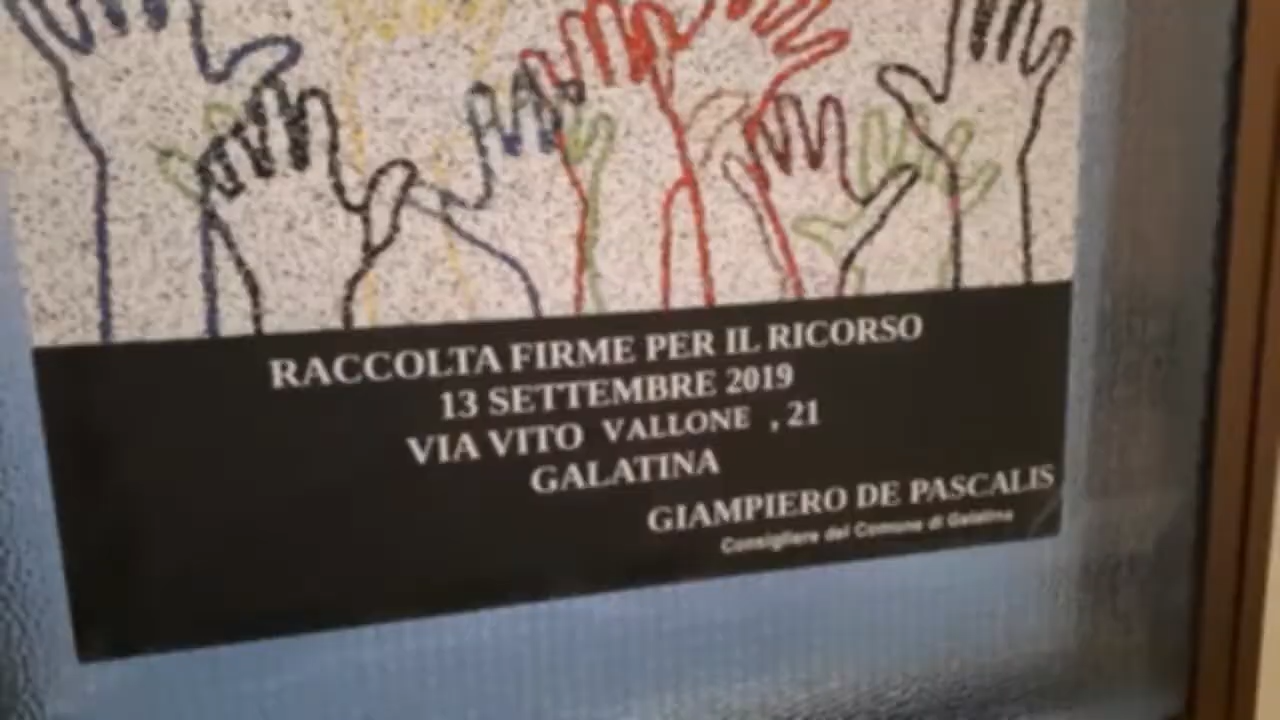 RACCOLTA FIRME PER IL RICORSO
13 SETTEMBRE 2019
VIA VITO VALLONE , 21
GALATINA
GIAMPIERO DE PASCALIS
Consigliere del Comune di Galatina